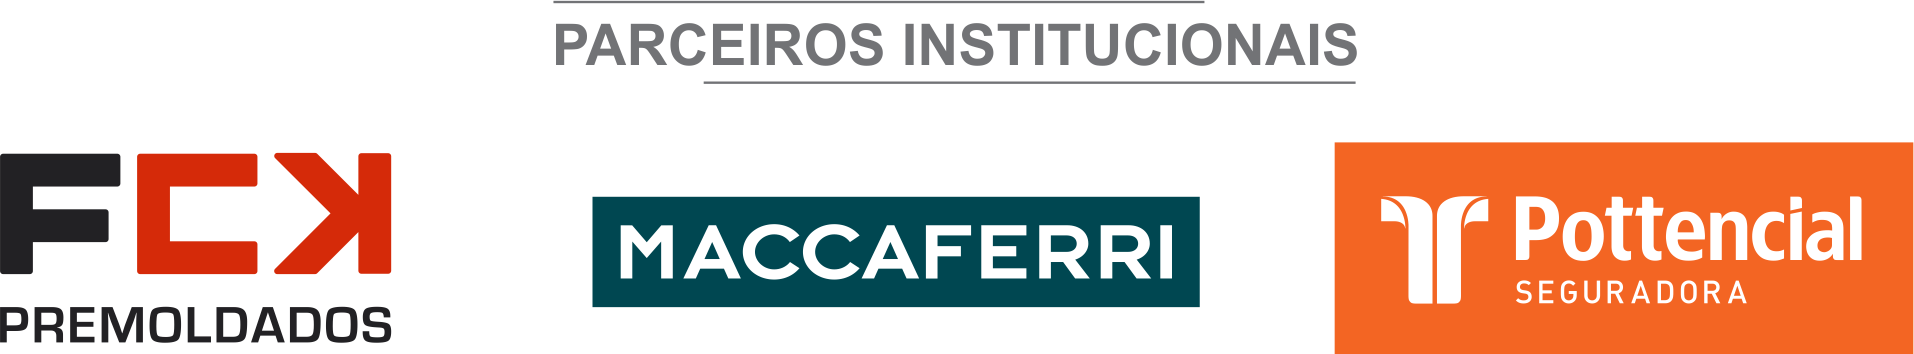 PARCEIROS INSTITUCIONAIS
FCK
PREMOLDADOS
MACCAFERRI
Pottencial
SEGURADORA